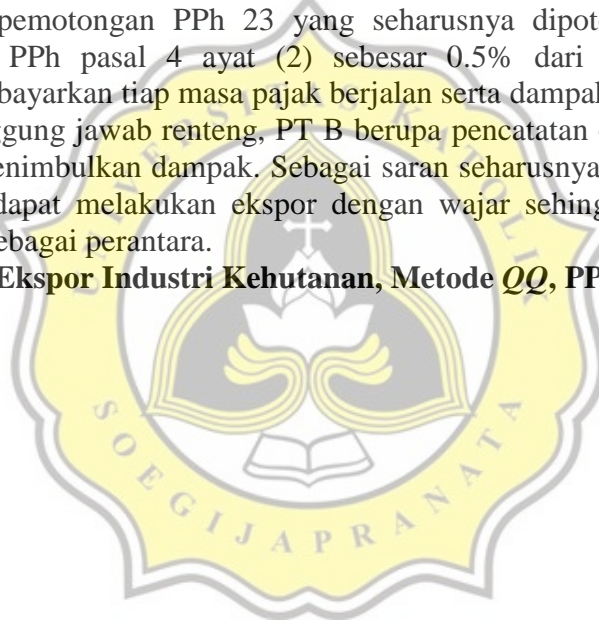 pemotongan PPh 23 yang seharusnya dipot
PPh pasal 4 ayat (2) sebesar 0.5% dari
bayarkan tiap masa pajak berjalan serta dampak
ggung jawab renteng, PT B berupa pencatatan
enimbulkan dampak. Sebagai saran seharusnya
dapat melakukan ekspor dengan wajar sehing
ebagai perantara.
Ekspor Industri Kehutanan, Metode QQ, PP
UNIVERSITAS KATOLIK
SOEGIJAPRANATA